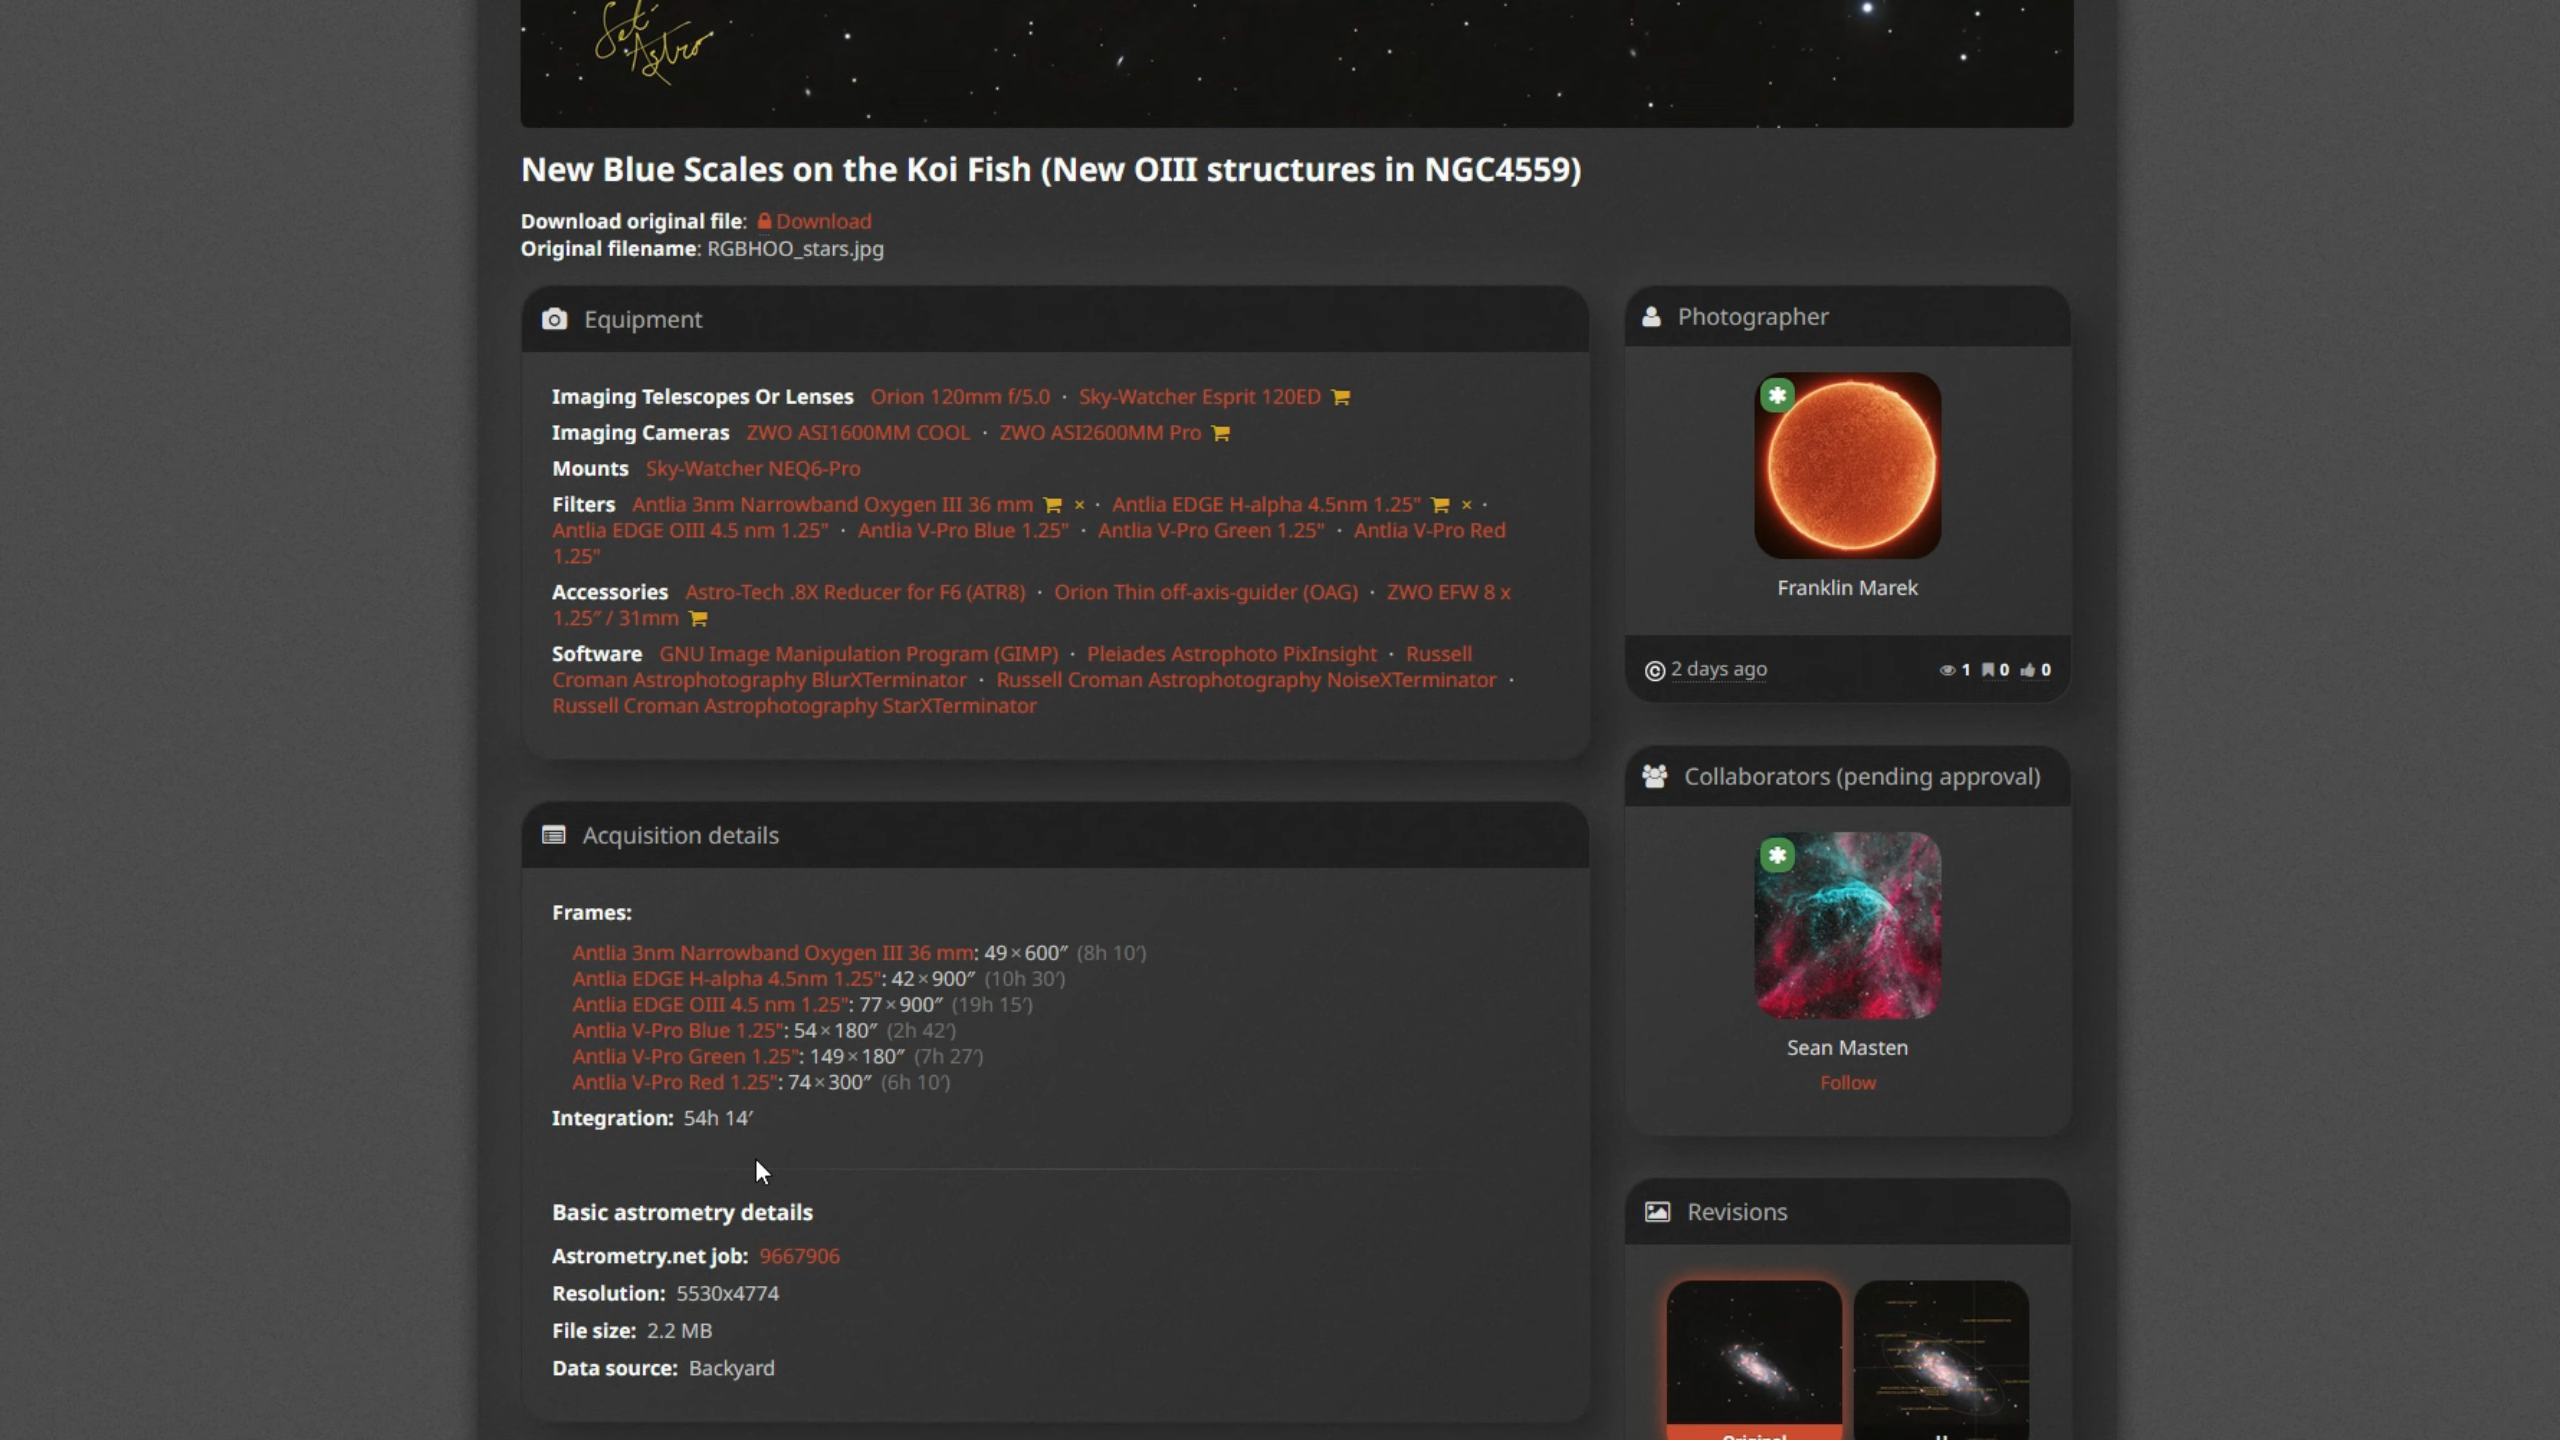 Seti
Astro
New Blue Scales on the Koi Fish (New OIII structures in NGC4559)
Download original file: Download
Original filename: RGBHOO_stars.jpg
Equipment
Imaging Telescopes Or Lenses Orion 120mm f/5.0 · Sky-Watcher Esprit 120ED
Imaging Cameras ZWO ASI1600MM COOL · ZWO ASI2600MM Pro
Mounts Sky-Watcher NEQ6-Pro
Filters Antlia 3nm Narrowband Oxygen III 36 mm × · Antlia EDGE H-alpha 4.5nm 1.25" × ·
Antlia EDGE OIII 4.5 nm 1.25" · Antlia V-Pro Blue 1.25" · Antlia V-Pro Green 1.25" · Antlia V-Pro Red
1.25"
Accessories Astro-Tech .8X Reducer for F6 (ATR8) · Orion Thin off-axis-guider (OAG) · ZWO EFW 8 x
1.25″ / 31mm
Software GNU Image Manipulation Program (GIMP) · Pleiades Astrophoto PixInsight · Russell
Croman Astrophotography BlurXTerminator · Russell Croman Astrophotography NoiseXTerminator ·
Russell Croman Astrophotography StarXTerminator
Photographer
Franklin Marek
© 2 days ago 1 0 0
Collaborators (pending approval)
Sean Masten
Follow
Acquisition details
Frames:
Antlia 3nm Narrowband Oxygen III 36 mm: 49×600″ (8h 10′)
Antlia EDGE H-alpha 4.5nm 1.25": 42×900″ (10h 30′)
Antlia EDGE OIII 4.5 nm 1.25": 77×900″ (19h 15′)
Antlia V-Pro Blue 1.25": 54×180″ (2h 42′)
Antlia V-Pro Green 1.25": 149×180″ (7h 27′)
Antlia V-Pro Red 1.25": 74×300″ (6h 10′)
Integration: 54h 14′
Basic astrometry details
Astrometry.net job: 9667906
Resolution: 5530x4774
File size: 2.2 MB
Data source: Backyard
Revisions
Original